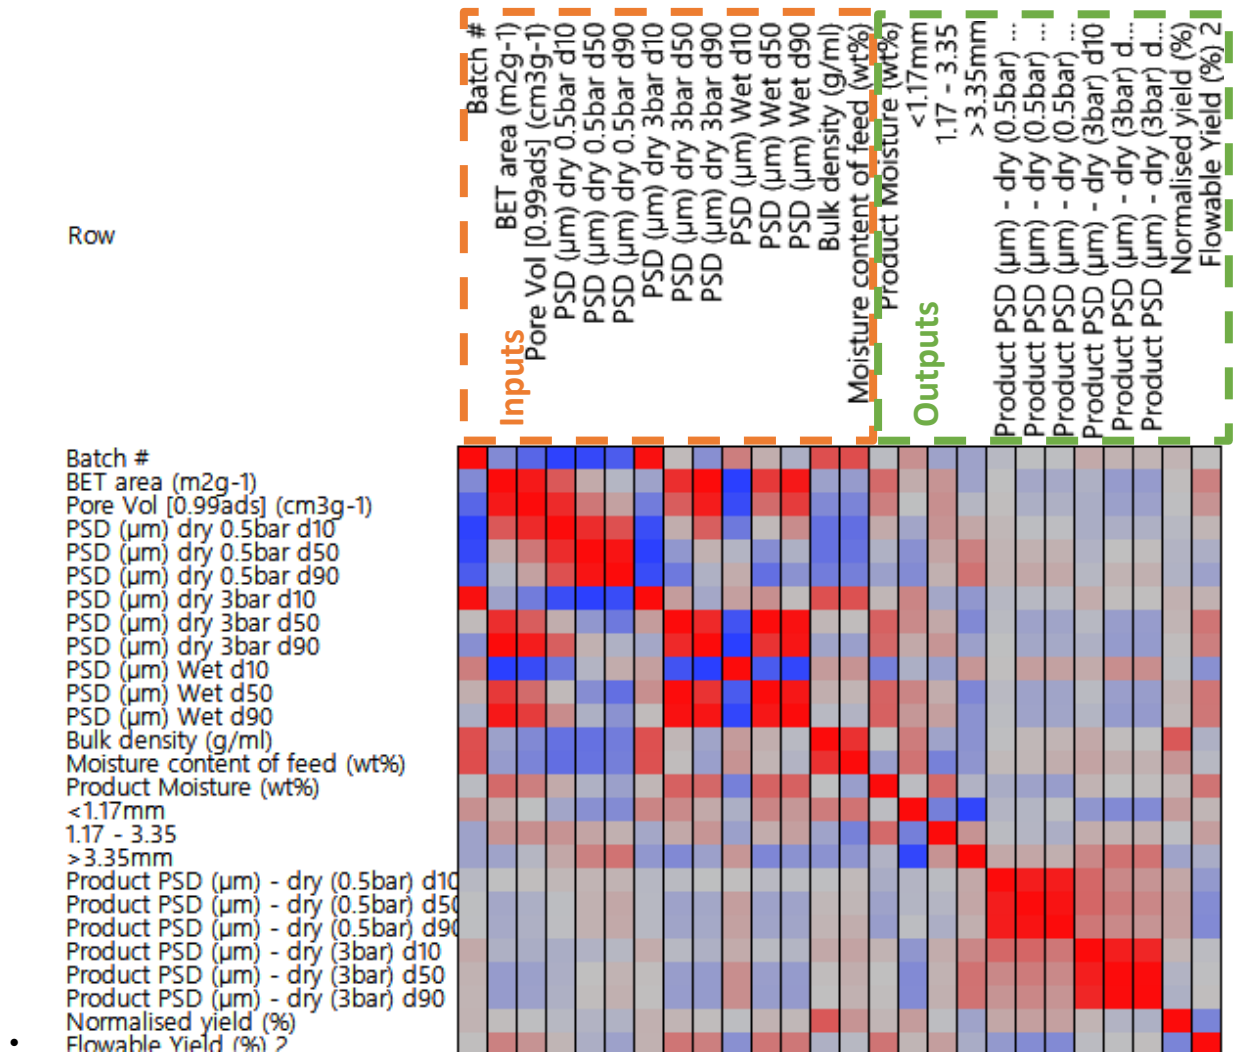 Batch #
BET area (m2g-1)
Pore Vol [0.99ads] (cm3g-1)
PSD (µm) dry 0.5bar d10
PSD (µm) dry 0.5bar d50
PSD (µm) dry 0.5bar d90
PSD (µm) dry 3bar d10
PSD (µm) dry 3bar d50
PSD (µm) dry 3bar d90
PSD (µm) Wet d10
PSD (µm) Wet d50
PSD (µm) Wet d90
Bulk density (g/ml)
Moisture content of feed (wt%)
Product Moisture (wt%)
<1.17mm
1.17 - 3.35
>3.35mm
Product PSD (µm) - dry (0.5bar) ...
Product PSD (µm) - dry (0.5bar) ...
Product PSD (µm) - dry (0.5bar) ...
Product PSD (µm) - dry (3bar) d10
Product PSD (µm) - dry (3bar) d...
Product PSD (µm) - dry (3bar) d...
Normalised yield (%)
Flowable Yield (%) 2
Inputs
Outputs
Row
Batch #
BET area (m2g-1)
Pore Vol [0.99ads] (cm3g-1)
PSD (µm) dry 0.5bar d10
PSD (µm) dry 0.5bar d50
PSD (µm) dry 0.5bar d90
PSD (µm) dry 3bar d10
PSD (µm) dry 3bar d50
PSD (µm) dry 3bar d90
PSD (µm) Wet d10
PSD (µm) Wet d50
PSD (µm) Wet d90
Bulk density (g/ml)
Moisture content of feed (wt%)
Product Moisture (wt%)
<1.17mm
1.17 - 3.35
>3.35mm
Product PSD (µm) - dry (0.5bar) d10
Product PSD (µm) - dry (0.5bar) d50
Product PSD (µm) - dry (0.5bar) d90
Product PSD (µm) - dry (3bar) d10
Product PSD (µm) - dry (3bar) d50
Product PSD (µm) - dry (3bar) d90
Normalised yield (%)
• Flowable Yield (%) 2